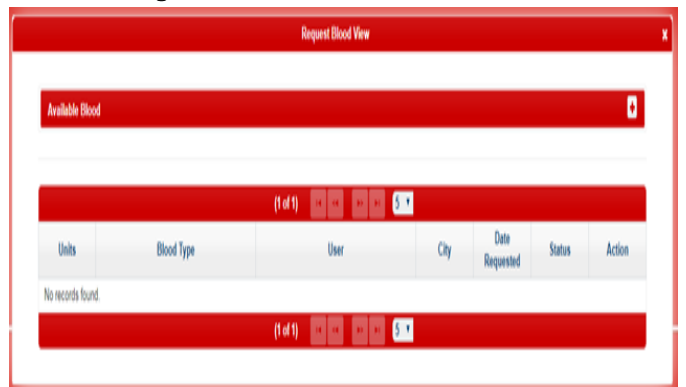 Request Blood View x
Available Blood +
(1 of 1) 5
Units Blood Type User City Date Requested Status Action
No records found.
(1 of 1) 5